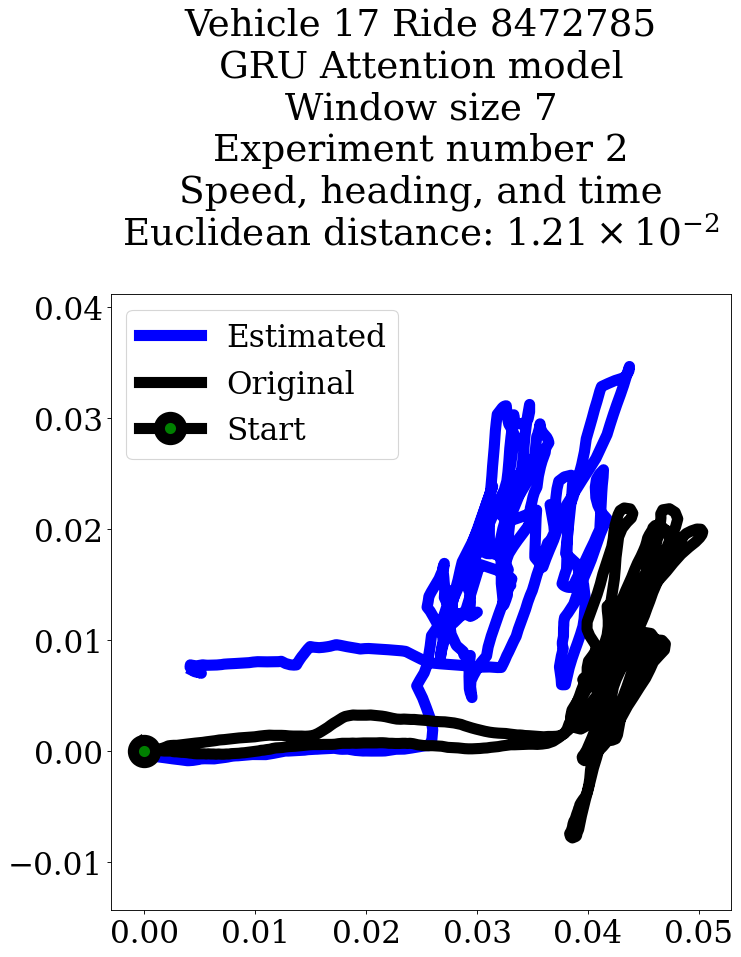 Vehicle 17 Ride 8472785
GRU Attention model
Window size 7
Experiment number 2
Speed, heading, and time
Euclidean distance: 1.21 × 10⁻²
Estimated
Original
Start
0.04
0.03
0.02
0.01
0.00
−0.01
0.00 0.01 0.02 0.03 0.04 0.05